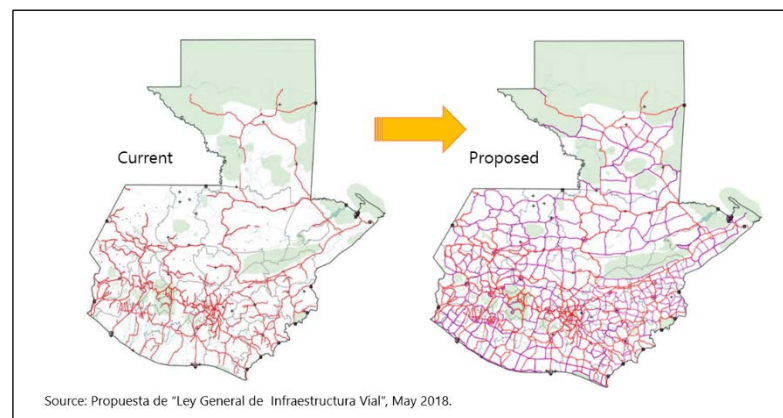 Current
Proposed
Source: Propuesta de "Ley General de Infraestructura Vial", May 2018.